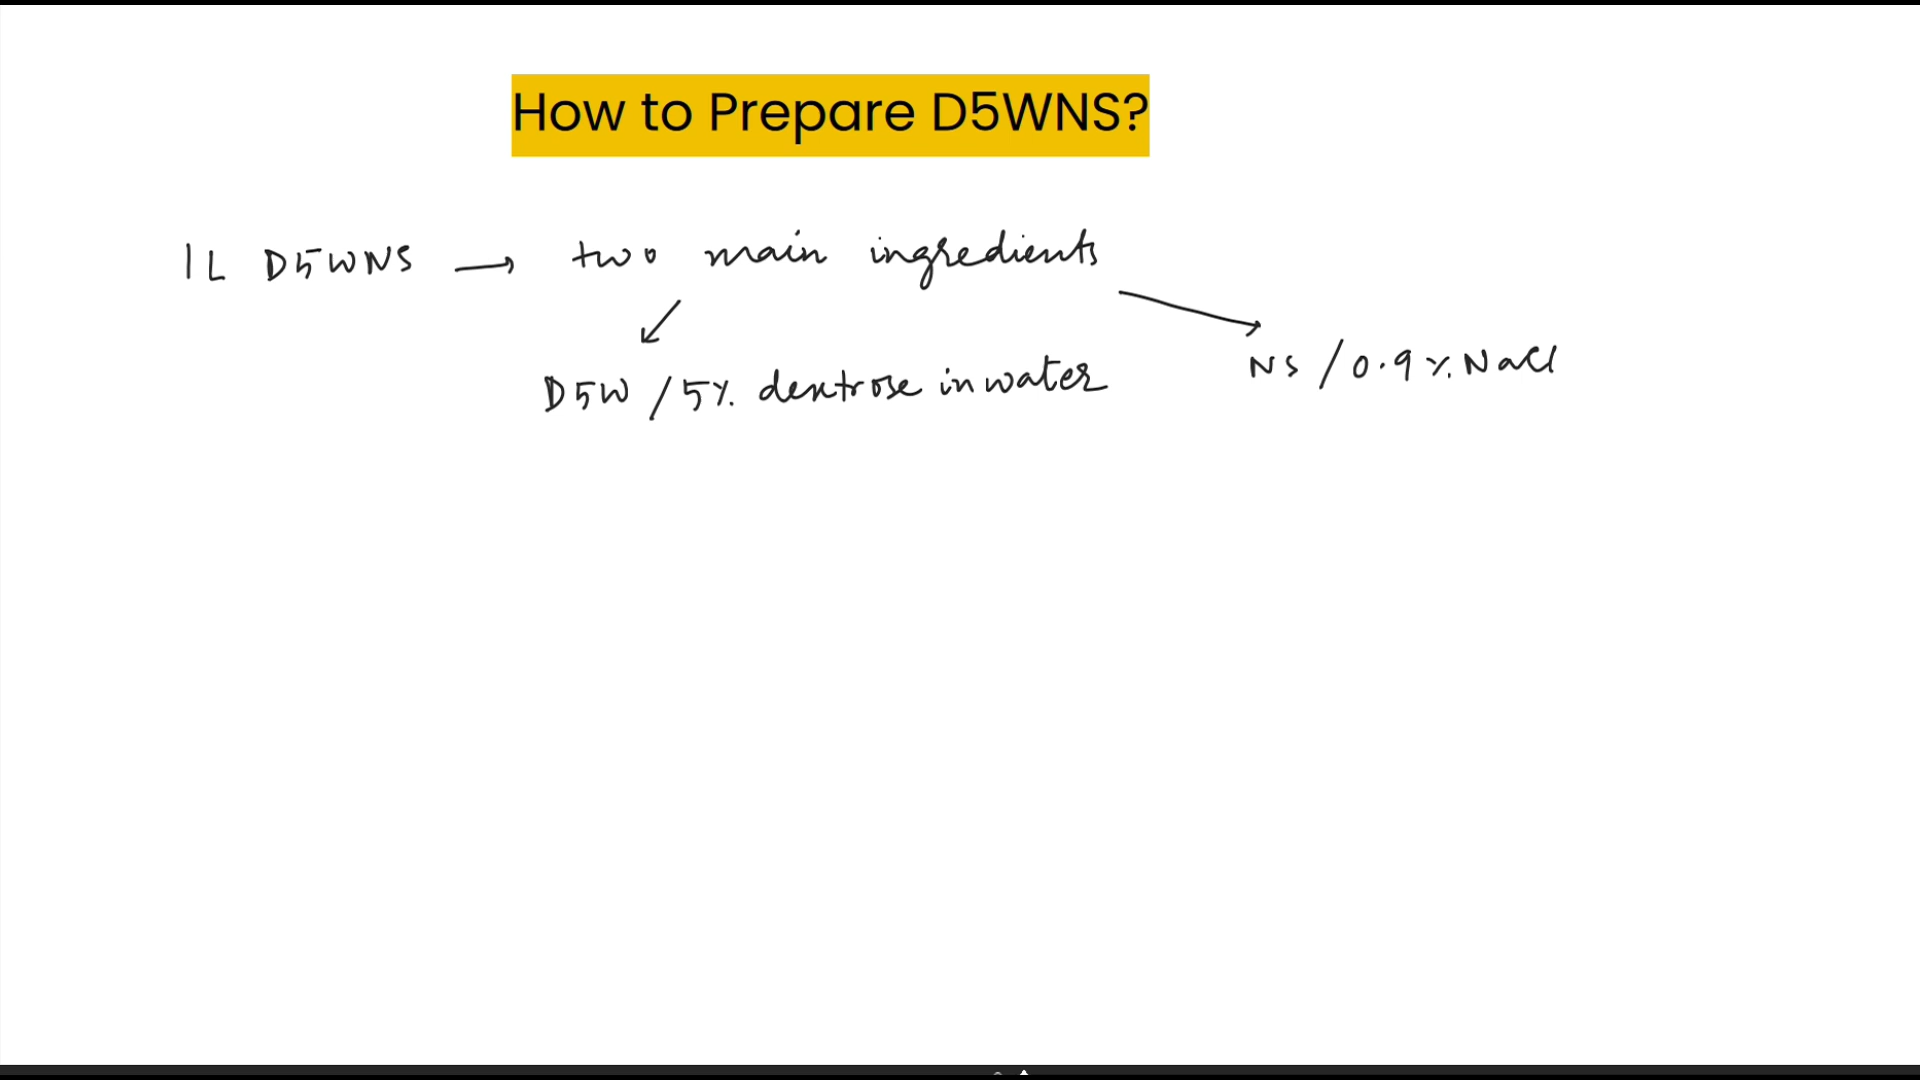 How to Prepare D5WNS?
1L D5WNS → two main ingredients
D5W / 5% dextrose in water
NS / 0.9% NaCl